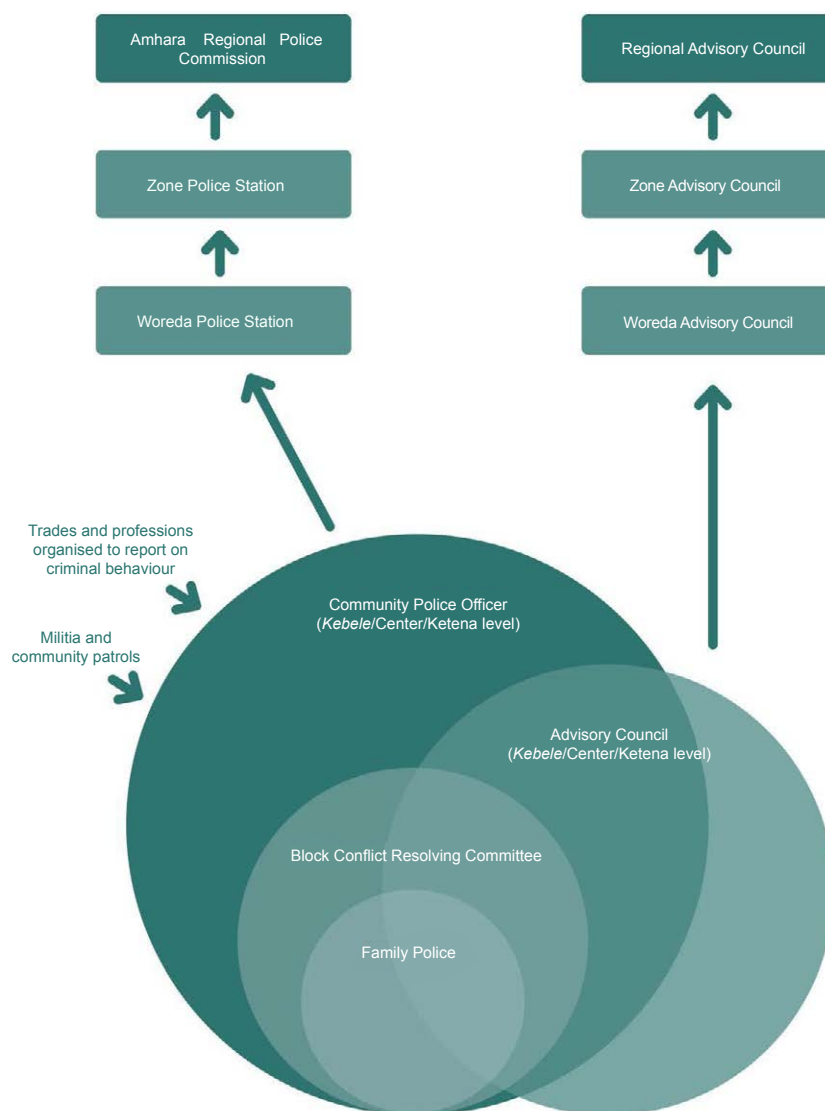 Amhara Regional Police
Commission
Regional Advisory Council
Zone Police Station
Zone Advisory Council
Woreda Police Station
Woreda Advisory Council
Trades and professions
organised to report on
criminal behaviour
Militia and
community patrols
Community Police Officer
(Kebele/Center/Ketena level)
Advisory Council
(Kebele/Center/Ketena level)
Block Conflict Resolving Committee
Family Police